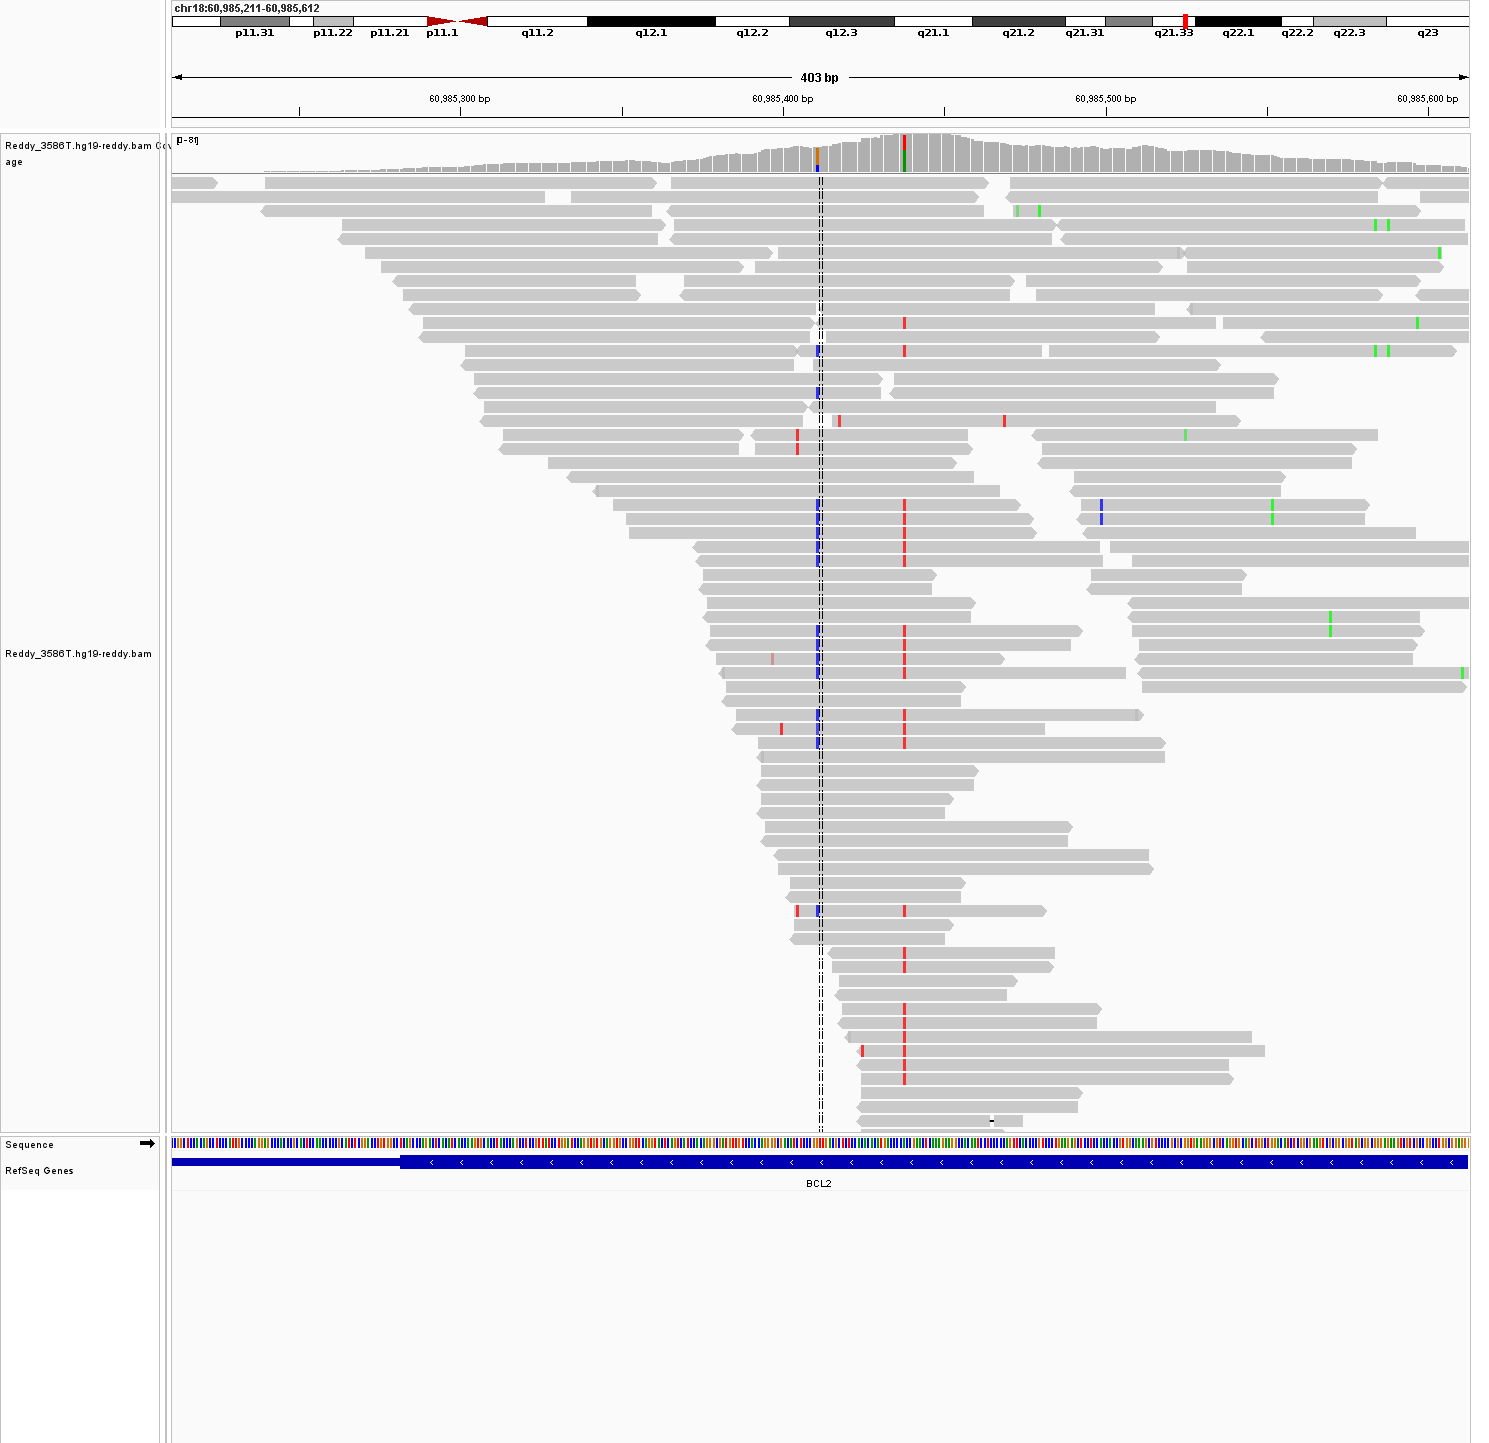 chr18:60,985,211-60,985,612
p11.31 p11.22 p11.21 p11.1 q11.2 q12.1 q12.2 q12.3 q21.1 q21.2 q21.31 q21.33 q22.1 q22.2 q22.3 q23
403 bp
60,985,300 bp 60,985,400 bp 60,985,500 bp 60,985,600 bp
Reddy_3586T.hg19-reddy.bam Cov
age
[0-81]
Reddy_3586T.hg19-reddy.bam
Sequence
RefSeq Genes
BCL2